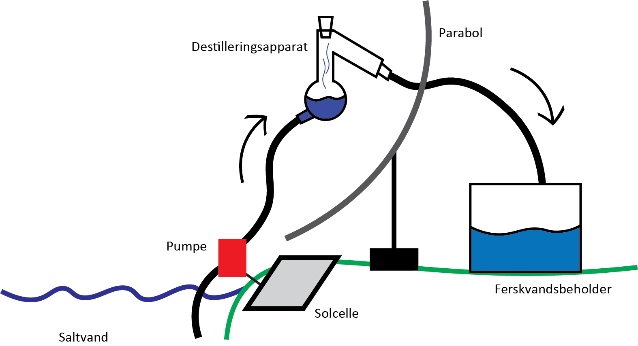 Parabol
Destilleringsapparat
Pumpe
Solcelle
Ferskvandsbeholder
Saltvand